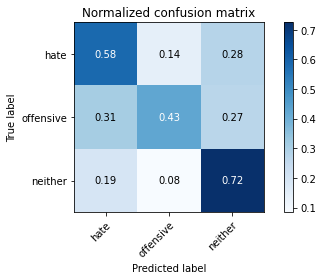 Normalized confusion matrix
True label
hate
0.58 0.14 0.28
offensive
0.31 0.43 0.27
neither
0.19 0.08 0.72
hate offensive neither
Predicted label
0.7
0.6
0.5
0.4
0.3
0.2
0.1